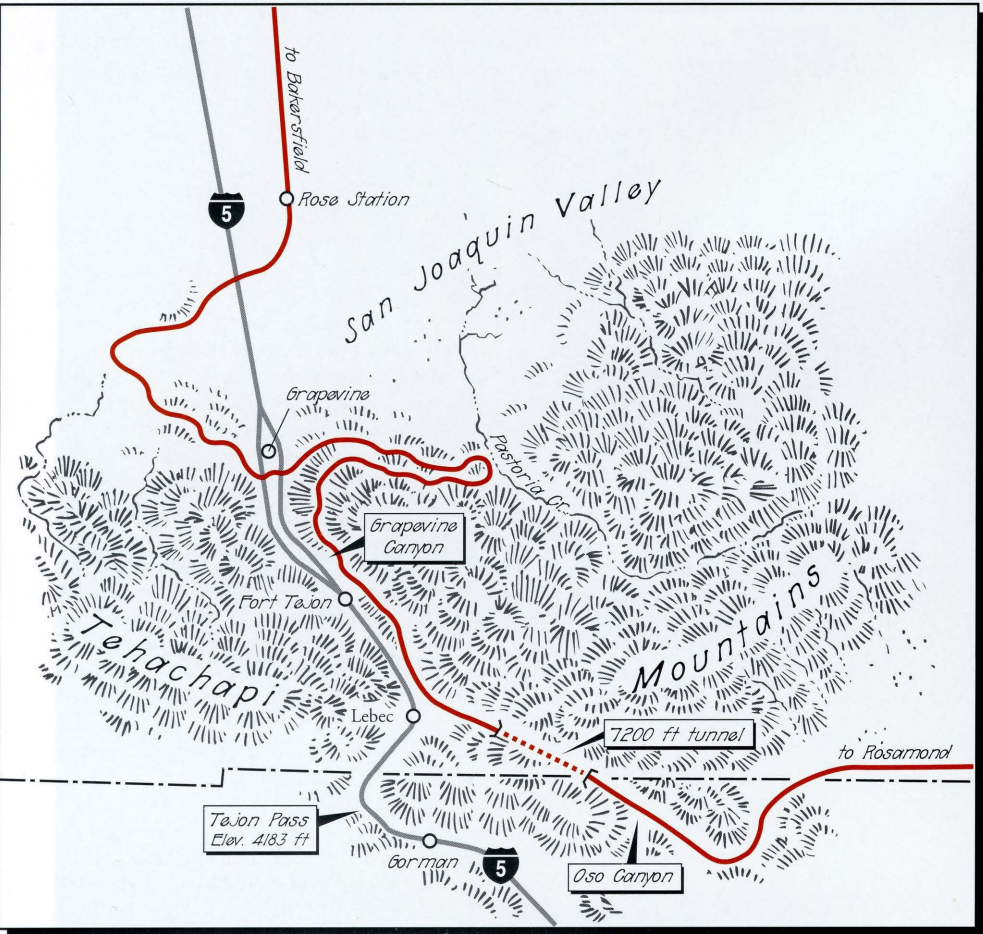 to Bakersfield
5
Rose Station
San Joaquin Valley
Grapevine
Pastoria Cr.
Grapevine
Canyon
Fort Tejon
Tehachapi
Mountains
Lebec
7200 ft tunnel
to Rosamond
Tejon Pass
Elev. 4183 ft
Gorman
5
Oso Canyon